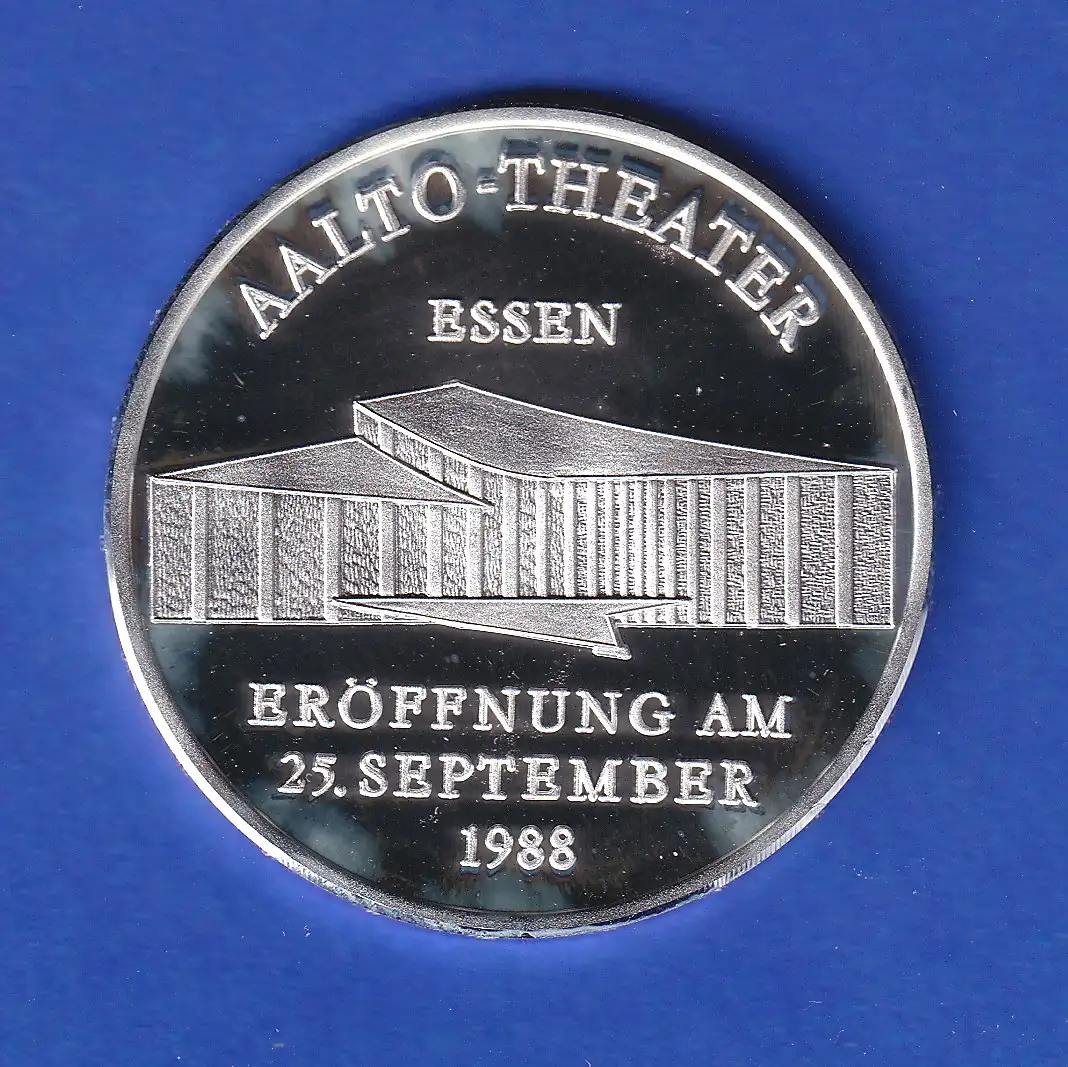 AALTO-THEATER
ESSEN
ERÖFFNUNG AM
25. SEPTEMBER
1988